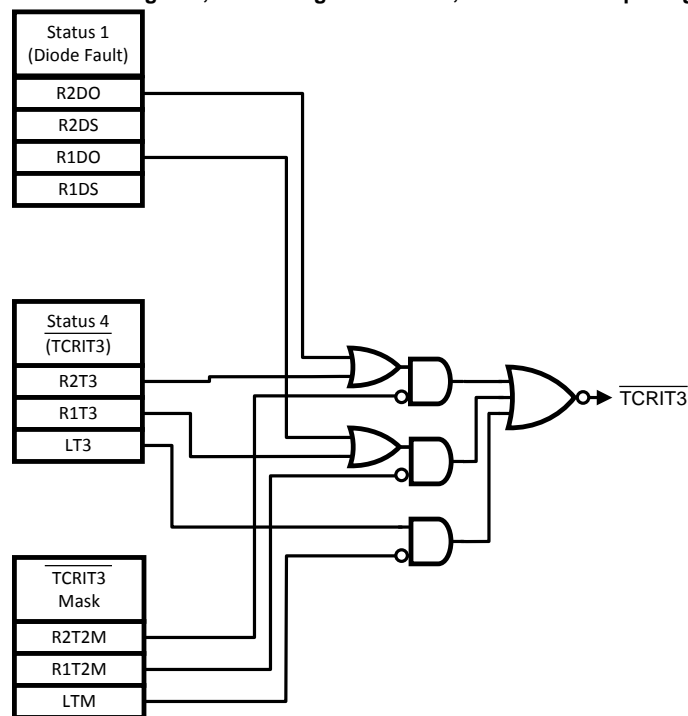 Status 1
(Diode Fault)
R2DO
R2DS
R1DO
R1DS
Status 4
(TCRIT3)
R2T3
R1T3
LT3
TCRIT3
TCRIT3
Mask
R2T2M
R1T2M
LTM